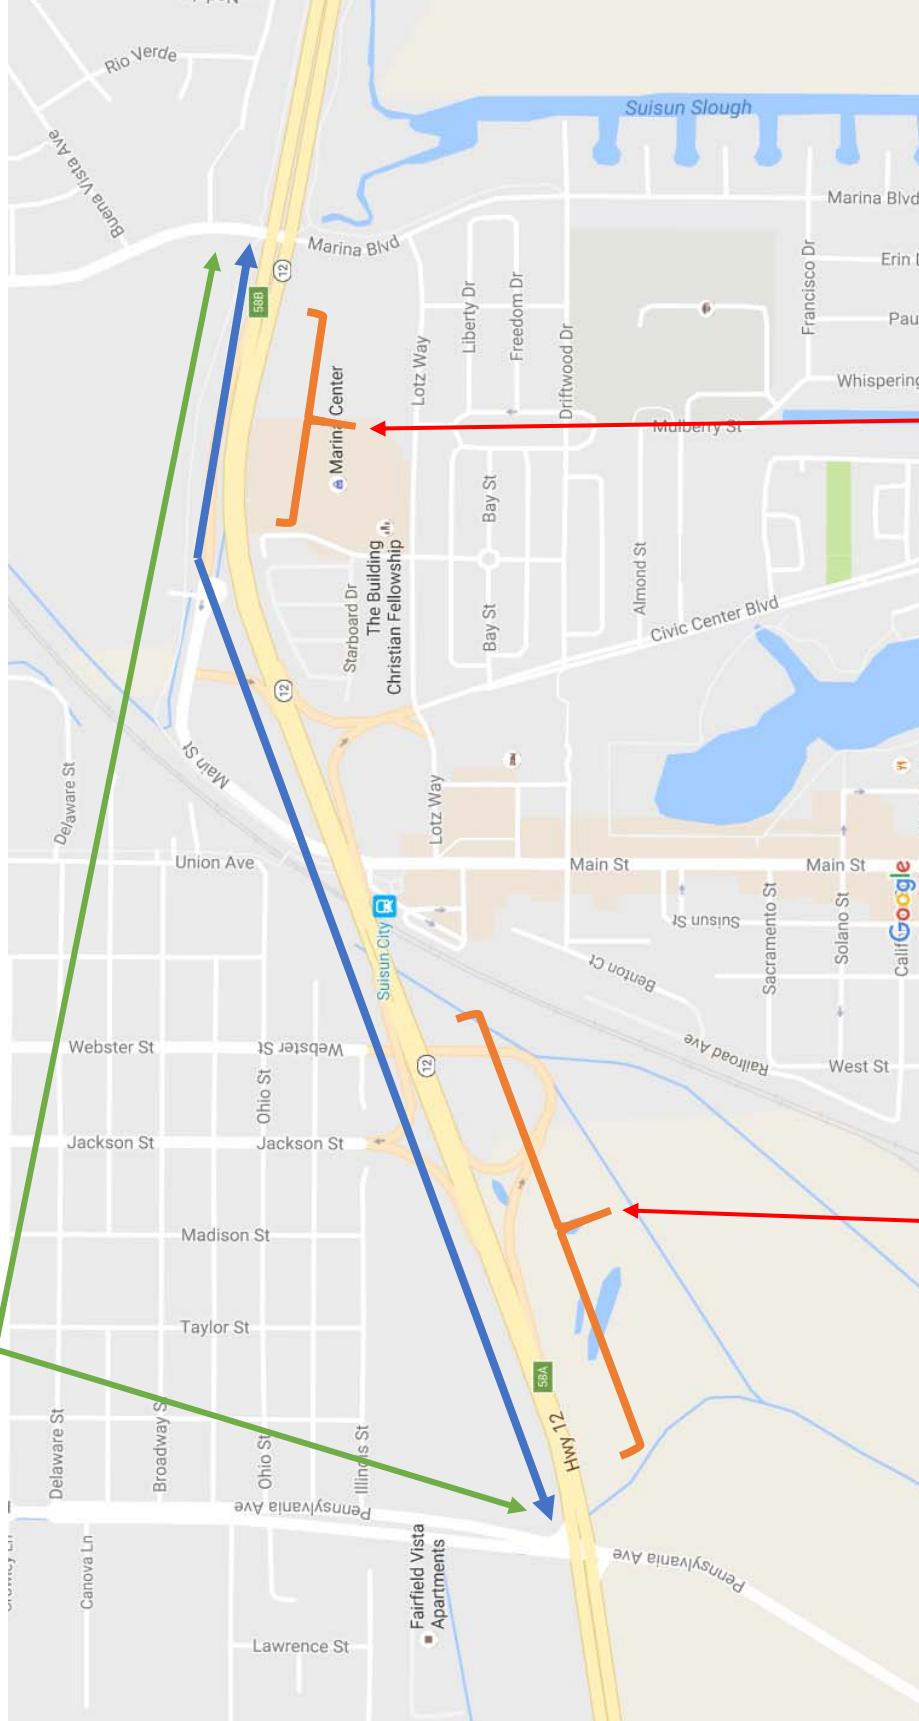 Rio Verde
Buena Vista Ave
Suisun Slough
Marina Blvd
Marina Blvd
12
58B
Erin
Francisco Dr
Liberty Dr
Freedom Dr
Pau
Lotz Way
Driftwood Dr
Marina Center
Whispering
Mulberry St
Bay St
The Building
Christian Fellowship
Starboard Dr
Almond St
Bay St
Civic Center Blvd
12
Main St
Delaware St
Lotz Way
Union Ave
Main St
Main St
Suisun City
Suisun St
Sacramento St
Solano St
Calif
Google
Benton Ct
Webster St
Webster St
Railroad Ave
12
West St
Ohio St
Jackson St
Jackson St
Madison St
Taylor St
58A
Hwy 12
Delaware St
Broadway S
Ohio St
Illinois St
Pennsylvania Ave
Pennsylvania Ave
Canova Ln
Fairfield Vista
Apartments
Lawrence St